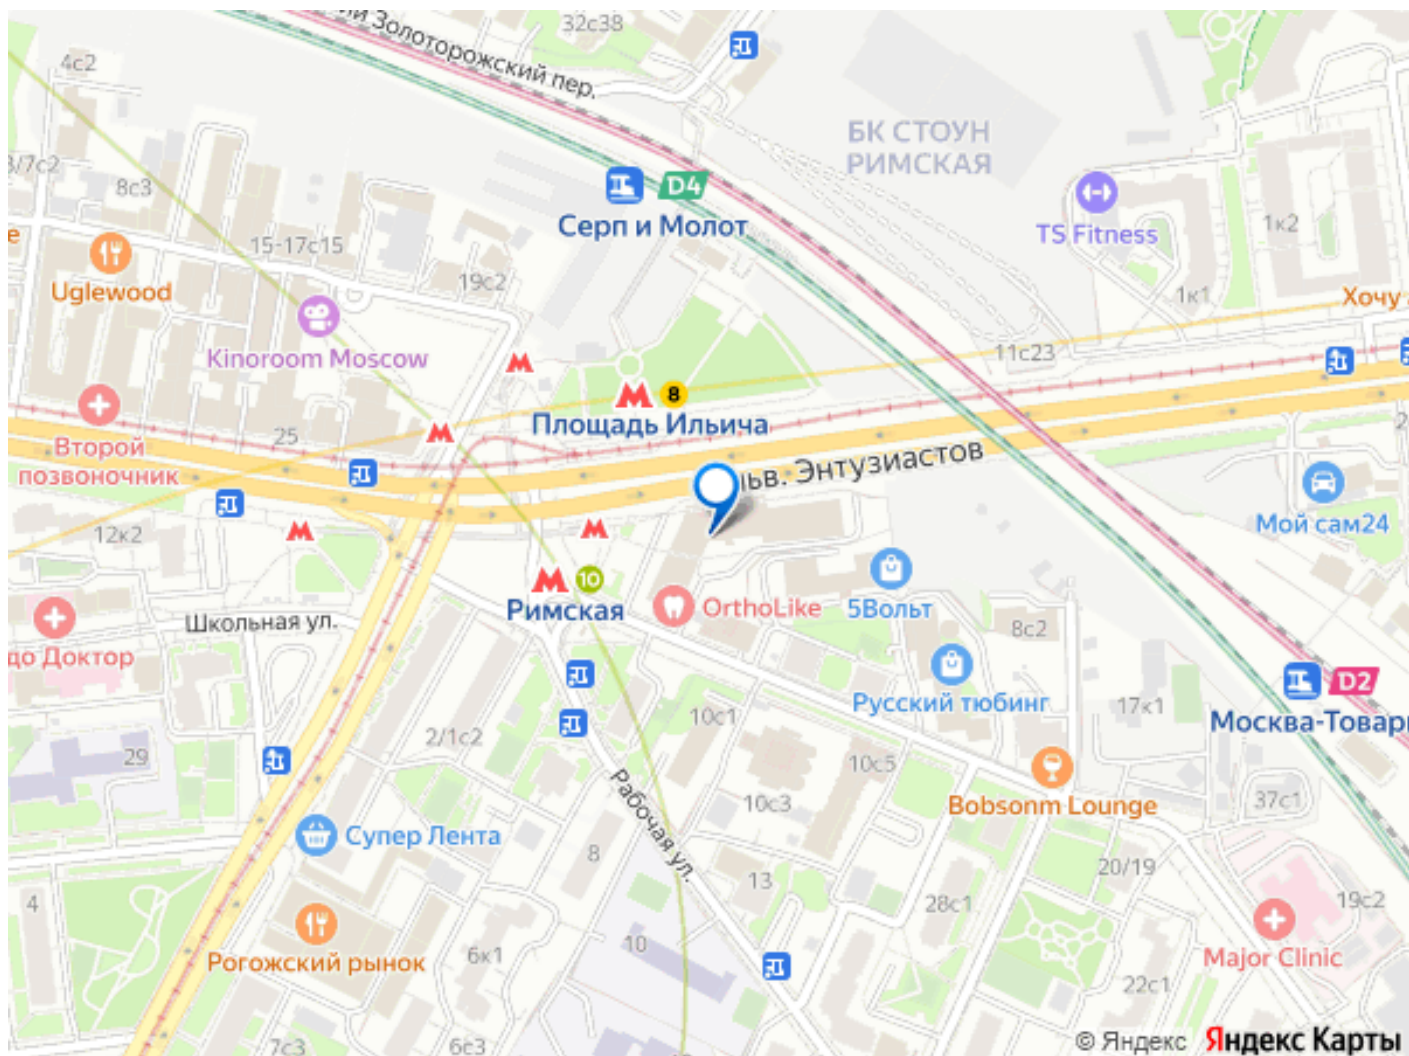 32с38
Золоторожский пер.
4с2
БК СТОУН
РИМСКАЯ
3/7с2
8с3
D4
Серп и Молот
TS Fitness
1к2
15-17с15
19с2
Uglewood
1к1
Хочу
Kinoroom Moscow
11с23
8
Площадь Ильича
25
Второй
позвоночник
льв. Энтузиастов
12к2
Мой сам24
10
Римская
OrthoLike
5Вольт
Школьная ул.
8с2
до Доктор
D2
Русский тюбинг
17к1
Москва-Товар
10с1
2/1с2
29
10с5
Bobsonm Lounge
10с3
37с1
Рабочая ул.
Супер Лента
8
20/19
13
4
28с1
19с2
10
Рогожский рынок
6к1
Major Clinic
22с1
7с3
6с3
© Яндекс Яндекс Карты